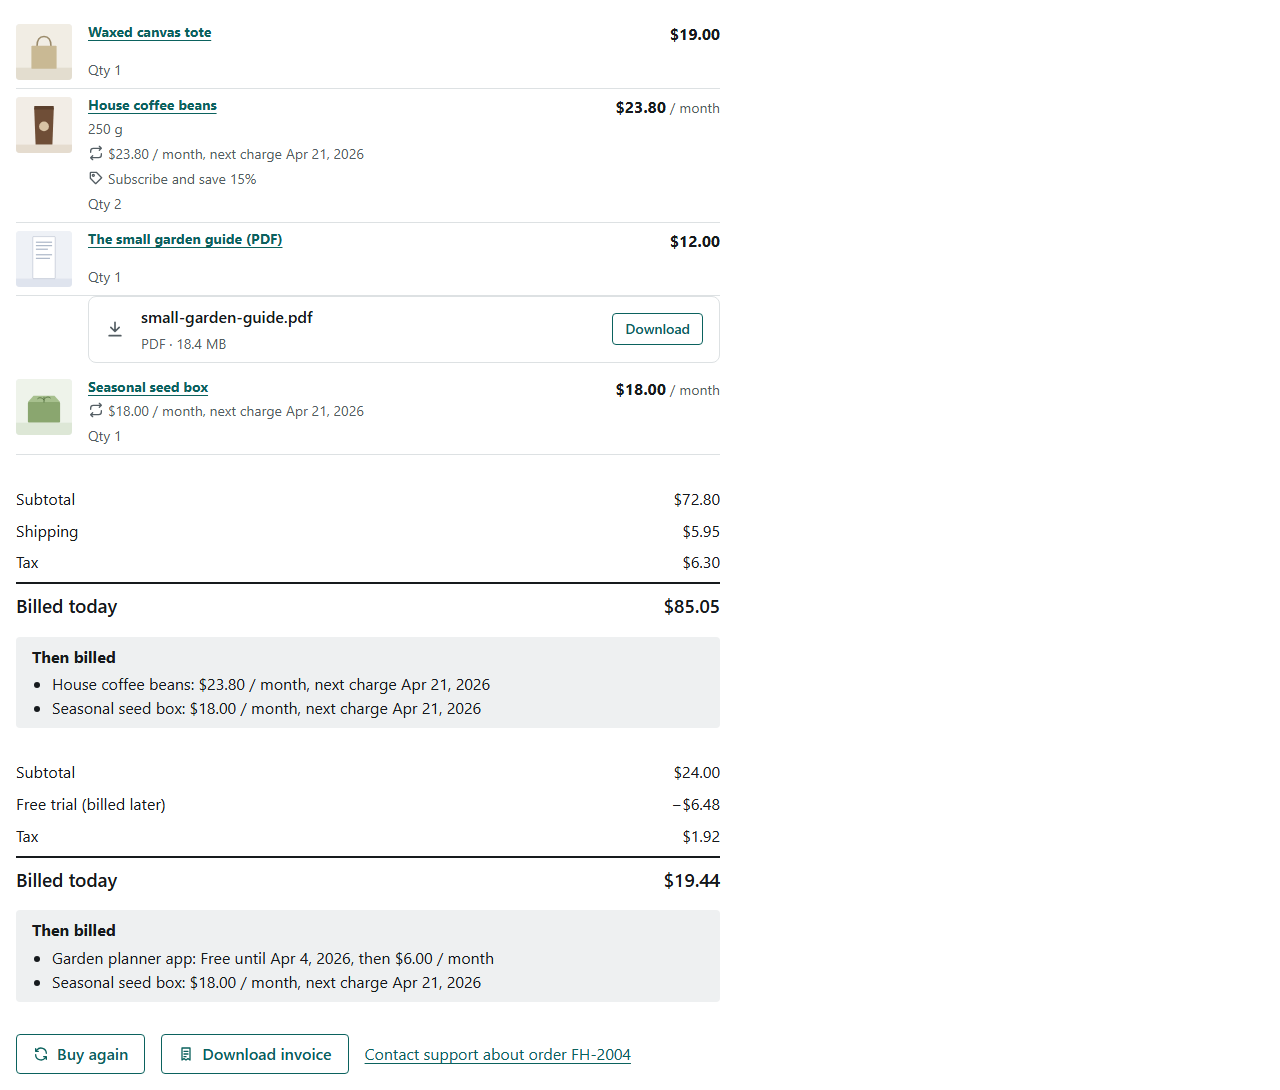 Waxed canvas tote
$19.00
Qty 1
House coffee beans
$23.80 / month
250 g
$23.80 / month, next charge Apr 21, 2026
Subscribe and save 15%
Qty 2
The small garden guide (PDF)
$12.00
Qty 1
small-garden-guide.pdf
PDF · 18.4 MB
Download
Seasonal seed box
$18.00 / month
$18.00 / month, next charge Apr 21, 2026
Qty 1
Subtotal $72.80
Shipping $5.95
Tax $6.30
Billed today $85.05
Then billed
• House coffee beans: $23.80 / month, next charge Apr 21, 2026
• Seasonal seed box: $18.00 / month, next charge Apr 21, 2026
Subtotal $24.00
Free trial (billed later) −$6.48
Tax $1.92
Billed today $19.44
Then billed
• Garden planner app: Free until Apr 4, 2026, then $6.00 / month
• Seasonal seed box: $18.00 / month, next charge Apr 21, 2026
Buy again Download invoice Contact support about order FH-2004